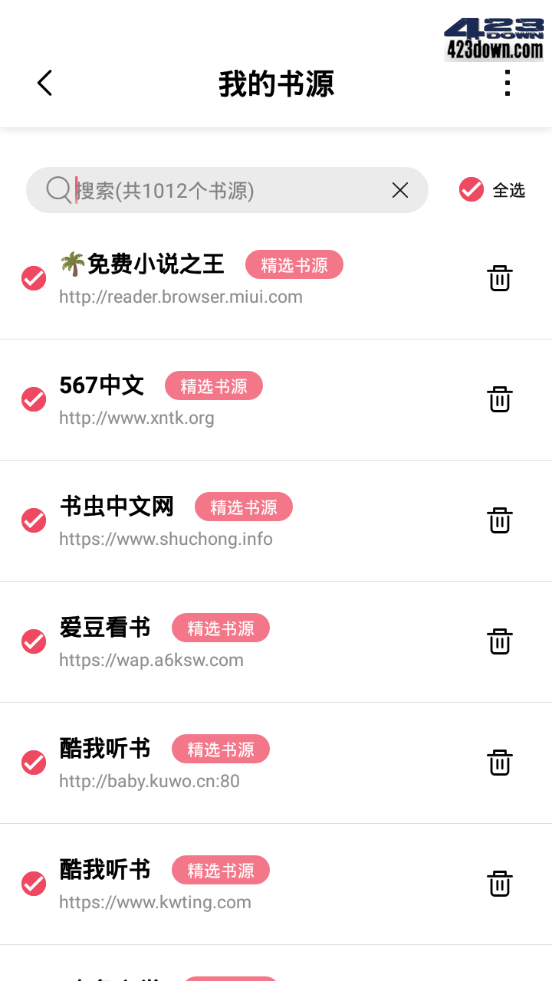 423
DOWN
423down.com
我的书源
搜索(共1012个书源)
全选
🌴免费小说之王 精选书源
http://reader.browser.miui.com
567中文 精选书源
http://www.xntk.org
书虫中文网 精选书源
https://www.shuchong.info
爱豆看书 精选书源
https://wap.a6ksw.com
酷我听书 精选书源
http://baby.kuwo.cn:80
酷我听书 精选书源
https://www.kwting.com